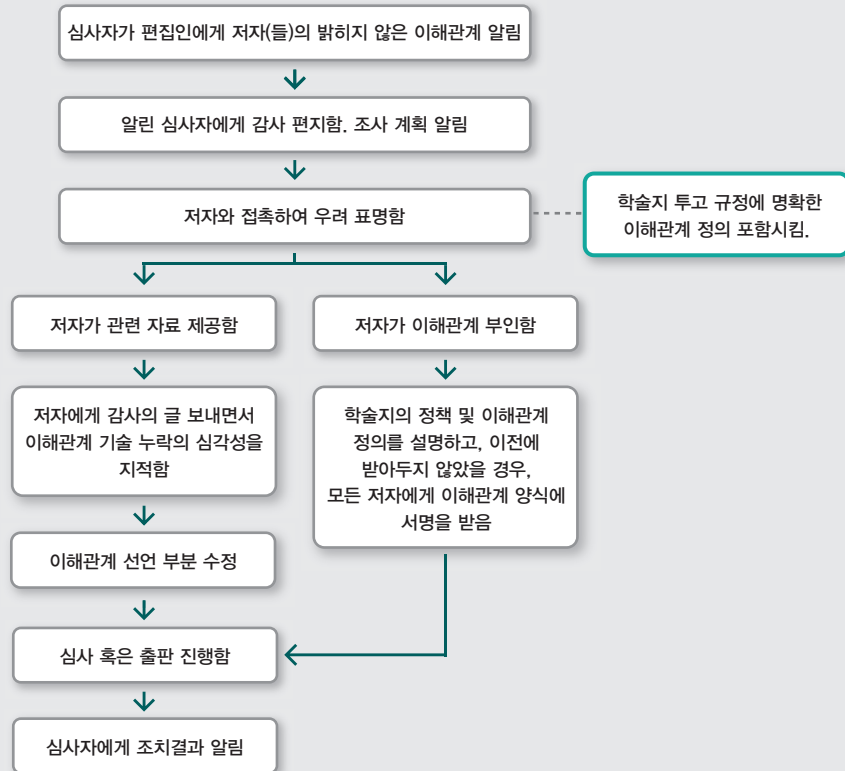 심사자가 편집인에게 저자(들)의 밝히지 않은 이해관계 알림
알린 심사자에게 감사 편지함. 조사 계획 알림
저자와 접촉하여 우려 표명함
학술지 투고 규정에 명확한
이해관계 정의 포함시킴.
저자가 관련 자료 제공함
저자가 이해관계 부인함
저자에게 감사의 글 보내면서
이해관계 기술 누락의 심각성을
지적함
학술지의 정책 및 이해관계
정의를 설명하고, 이전에
받아두지 않았을 경우,
모든 저자에게 이해관계 양식에
서명을 받음
이해관계 선언 부분 수정
심사 혹은 출판 진행함
심사자에게 조치결과 알림